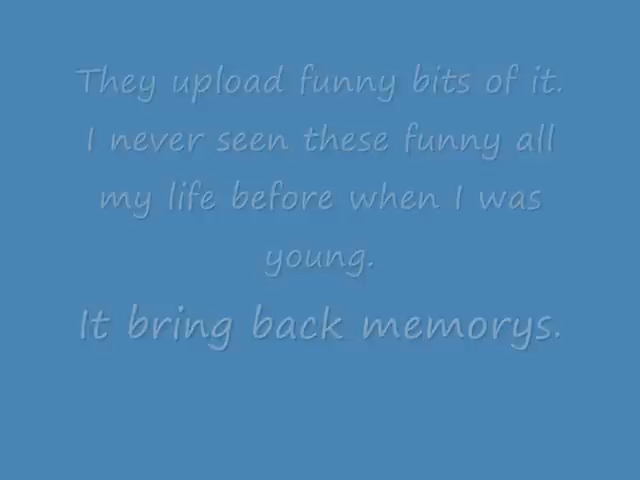 They upload funny bits of it.
I never seen these funny all
my life before when I was
young.
It bring back memorys.